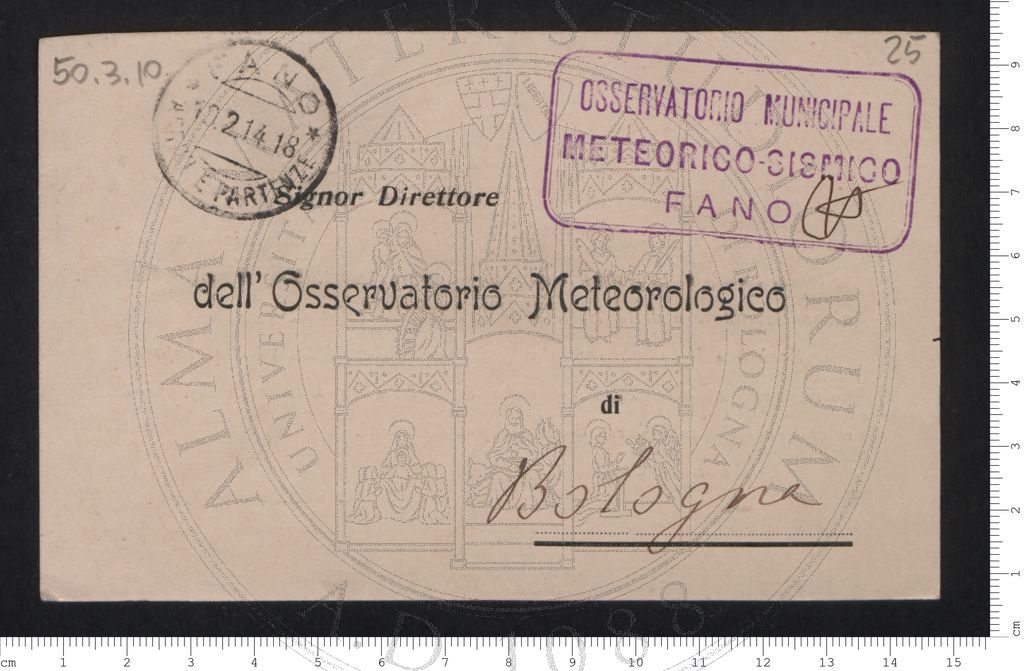 50.3.10
25
FANO
10.2.14.18
E PARTENZE
OSSERVATORIO MUNICIPALE
METEORICO-SISMICO
FANO
Signor Direttore
dell' Osservatorio Meteorologico
di
Bologna